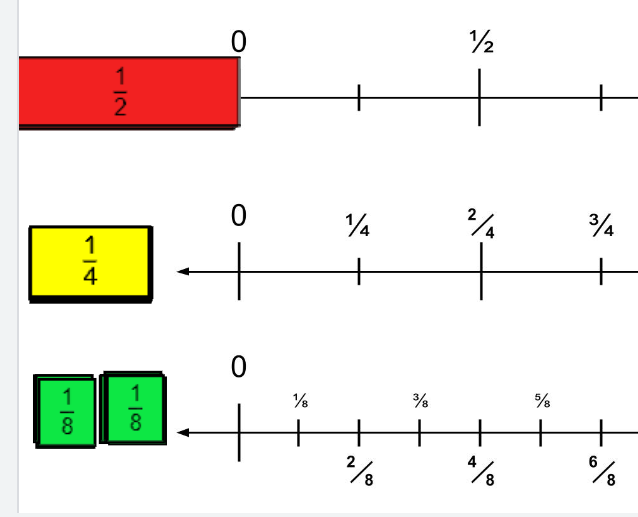 0 ½
1/2
0 ¼ 2/4 ¾
1/4
0
⅛ ⅜ ⅝
1/8 1/8
2/8 4/8 6/8